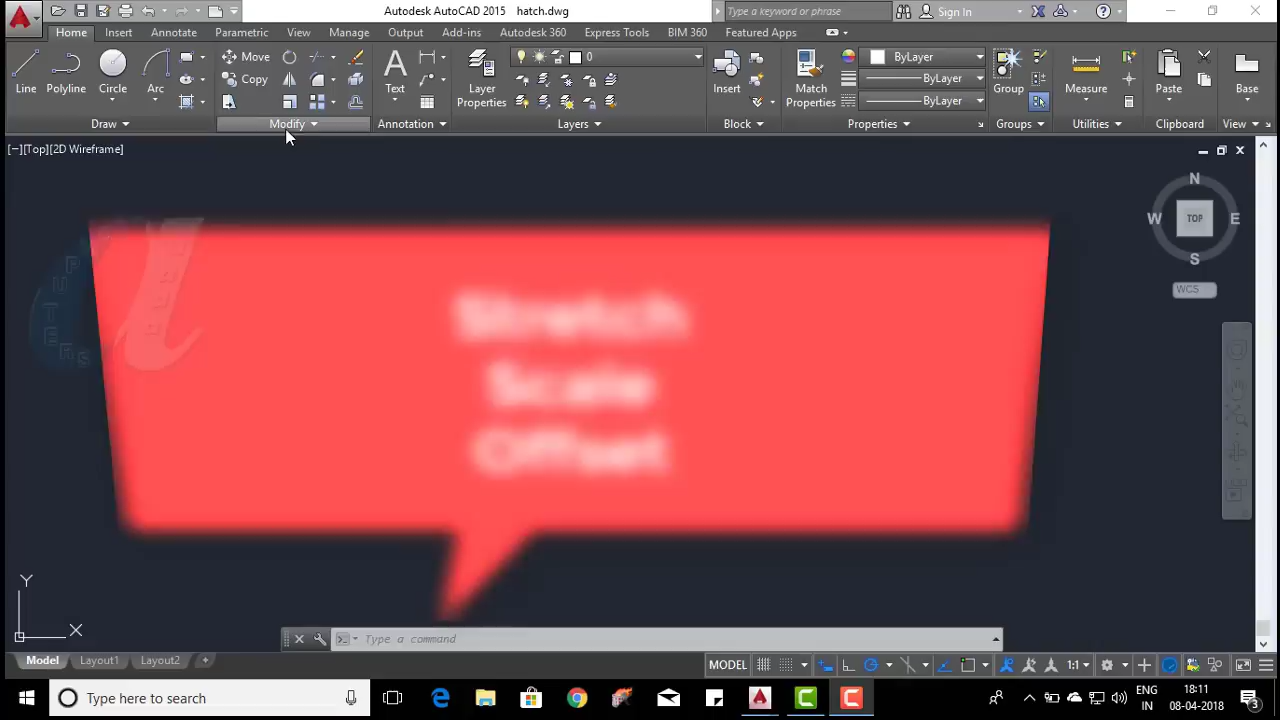 Autodesk AutoCAD 2015 hatch.dwg
Type a keyword or phrase
Sign In
Home Insert Annotate Parametric View Manage Output Add-ins Autodesk 360 Express Tools BIM 360 Featured Apps
Line Polyline Circle Arc
Move
Copy
Text
Layer Properties
0
Insert
Match Properties
ByLayer
ByLayer
ByLayer
Group
Measure
Paste
Base
Draw Modify Annotation Layers Block Properties Groups Utilities Clipboard View
[−][Top][2D Wireframe]
N
W TOP E
S
WCS
Stretch
Scale
Offset
Y
X
Type a command
Model Layout1 Layout2 +
MODEL 1:1
Type here to search
ENG
IN
18:11
08-04-2018
3